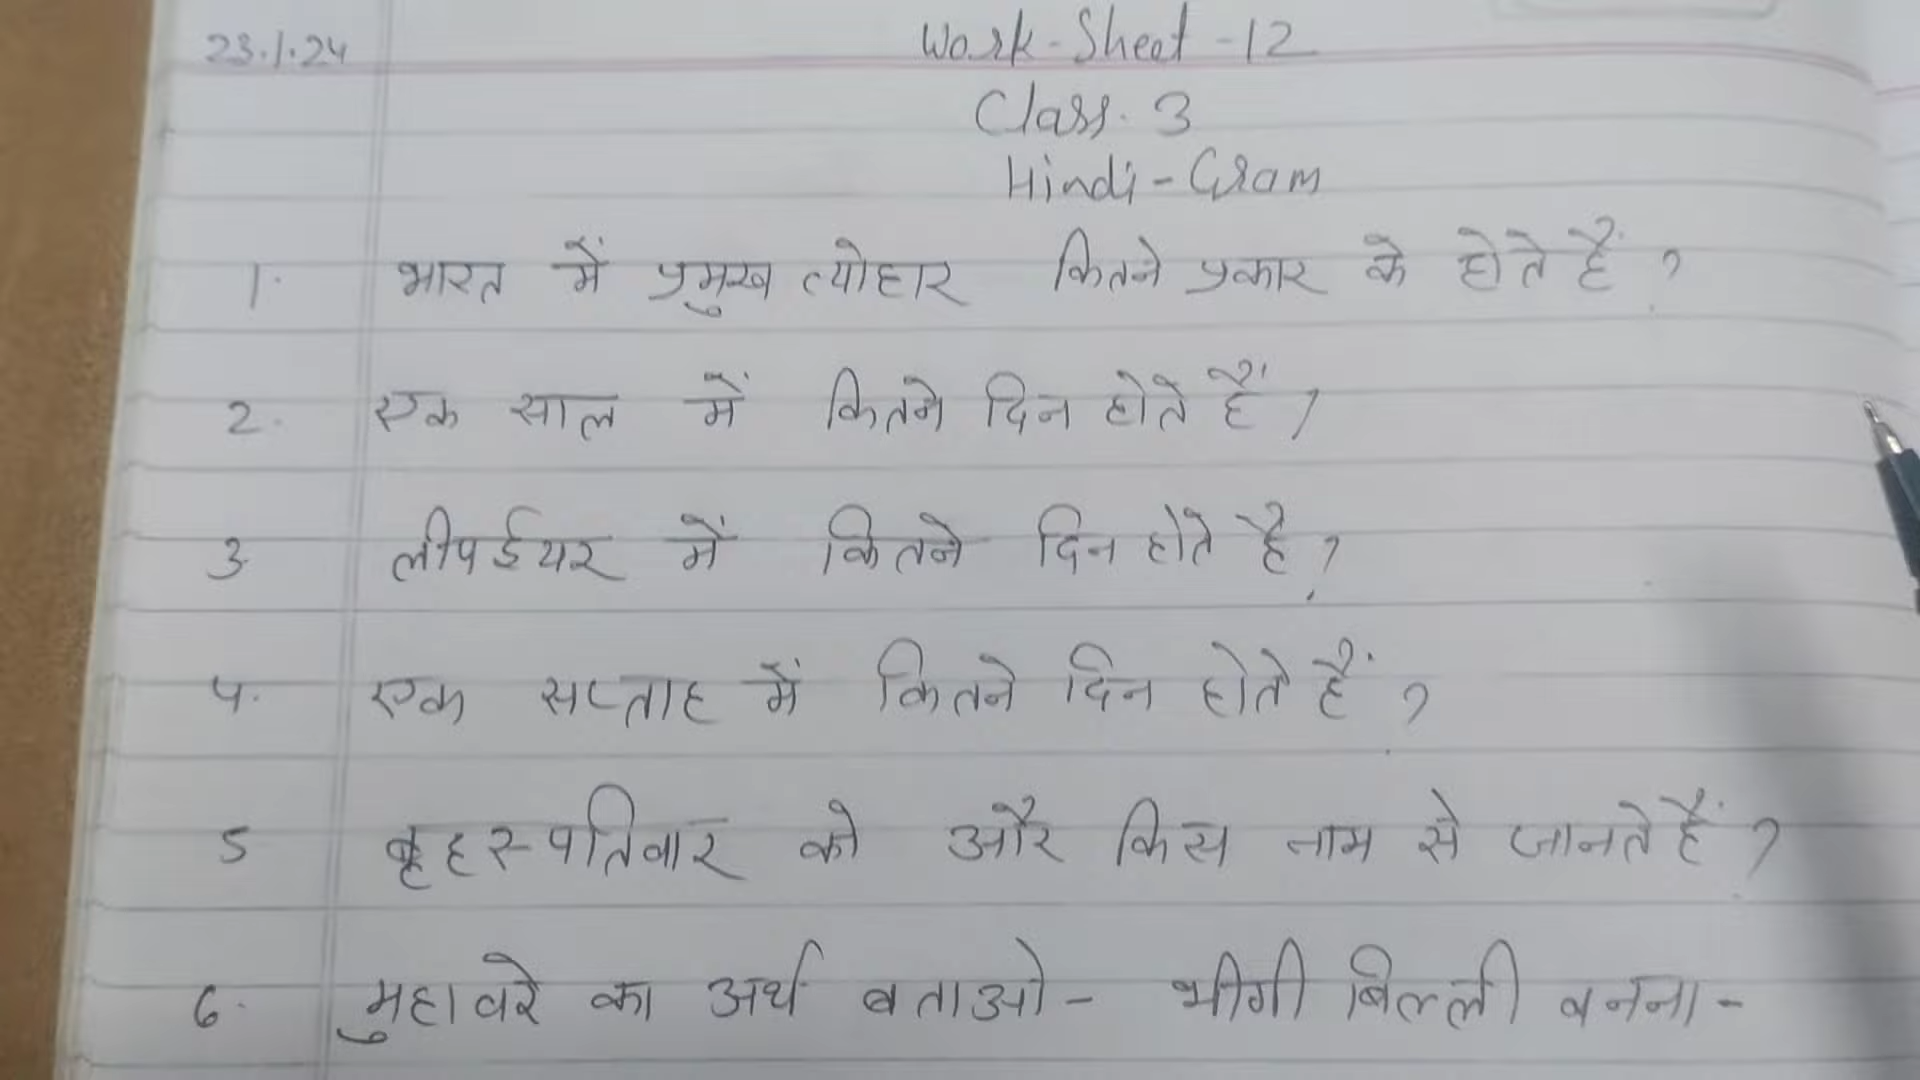 23.1.24
Work-Sheet-12
Class. 3
Hindi-Gram
1. भारत में प्रमुख त्योहार कितने प्रकार के होते हैं ?
2. एक साल में कितने दिन होते हैं ?
3 लीपईयर में कितने दिन होते है ?
4. एक सप्ताह में कितने दिन होते हैं ?
5 बृहस्पतिवार को और किस नाम से जानते हैं ?
6. मुहावरे का अर्थ बताओ - भीगी बिल्ली बनना -